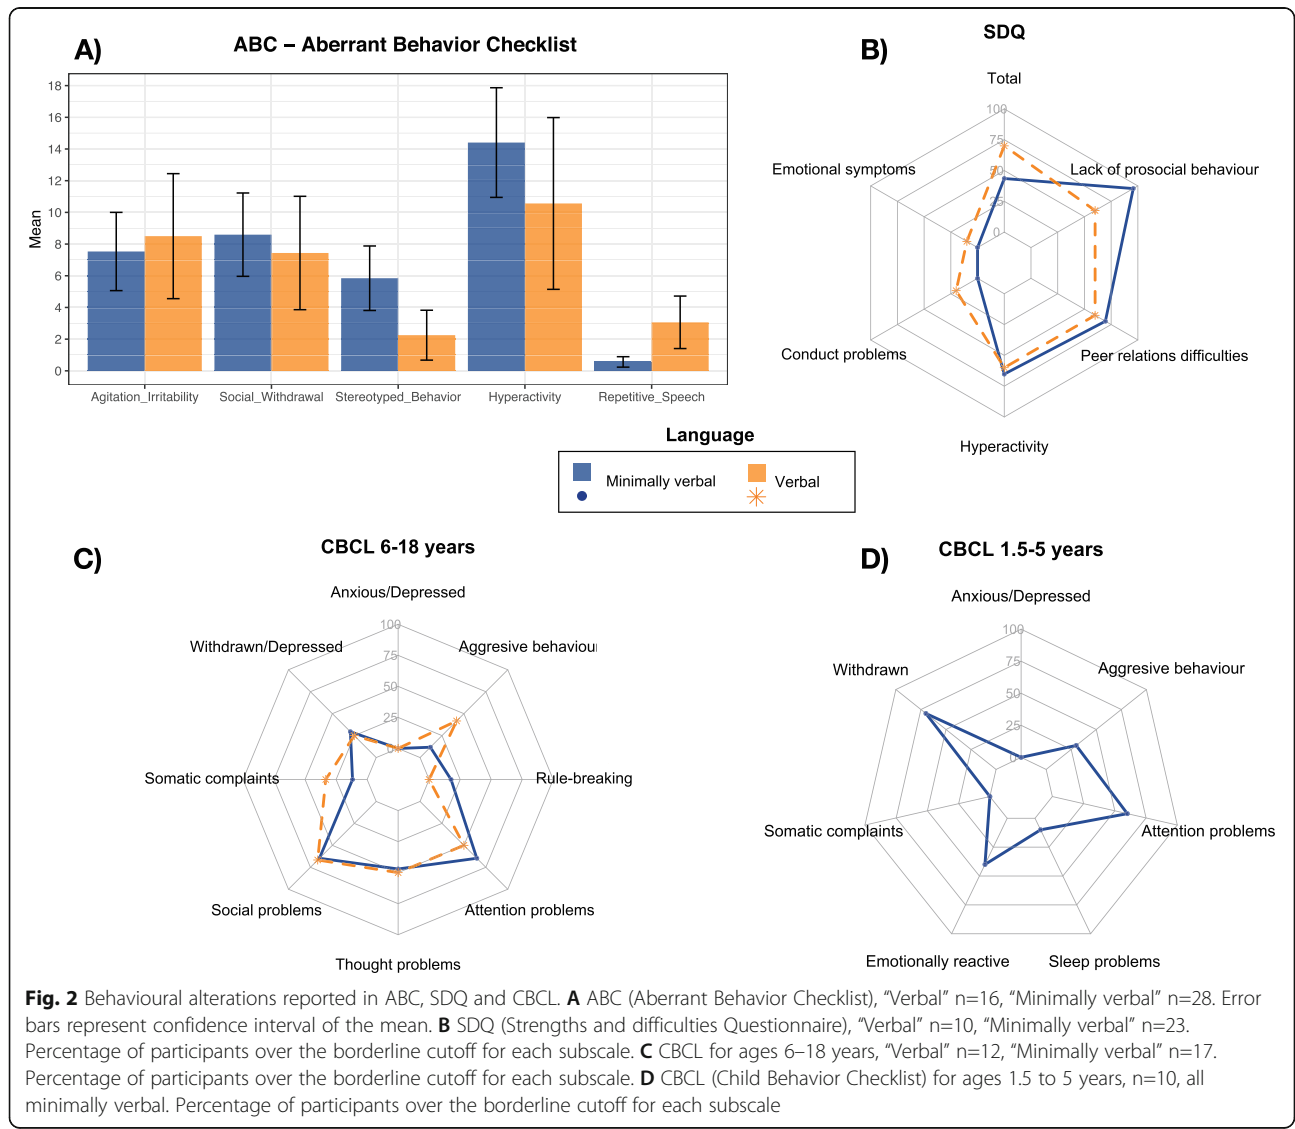 A)
ABC – Aberrant Behavior Checklist
18
16
14
12
10
8
6
4
2
0
Mean
Agitation_Irritability
Social_Withdrawal
Stereotyped_Behavior
Hyperactivity
Repetitive_Speech
B)
SDQ
Total
100
75
50
25
0
Emotional symptoms
Lack of prosocial behaviour
Conduct problems
Peer relations difficulties
Hyperactivity
Language
Minimally verbal
Verbal
C)
CBCL 6-18 years
Anxious/Depressed
100
75
50
25
0
Withdrawn/Depressed
Aggresive behaviour
Somatic complaints
Rule-breaking
Social problems
Attention problems
Thought problems
D)
CBCL 1.5-5 years
Anxious/Depressed
100
75
50
25
0
Withdrawn
Aggresive behaviour
Somatic complaints
Attention problems
Emotionally reactive
Sleep problems
Fig. 2 Behavioural alterations reported in ABC, SDQ and CBCL. A ABC (Aberrant Behavior Checklist), “Verbal” n=16, “Minimally verbal” n=28. Error
bars represent confidence interval of the mean. B SDQ (Strengths and difficulties Questionnaire), “Verbal” n=10, “Minimally verbal” n=23.
Percentage of participants over the borderline cutoff for each subscale. C CBCL for ages 6–18 years, “Verbal” n=12, “Minimally verbal” n=17.
Percentage of participants over the borderline cutoff for each subscale. D CBCL (Child Behavior Checklist) for ages 1.5 to 5 years, n=10, all
minimally verbal. Percentage of participants over the borderline cutoff for each subscale